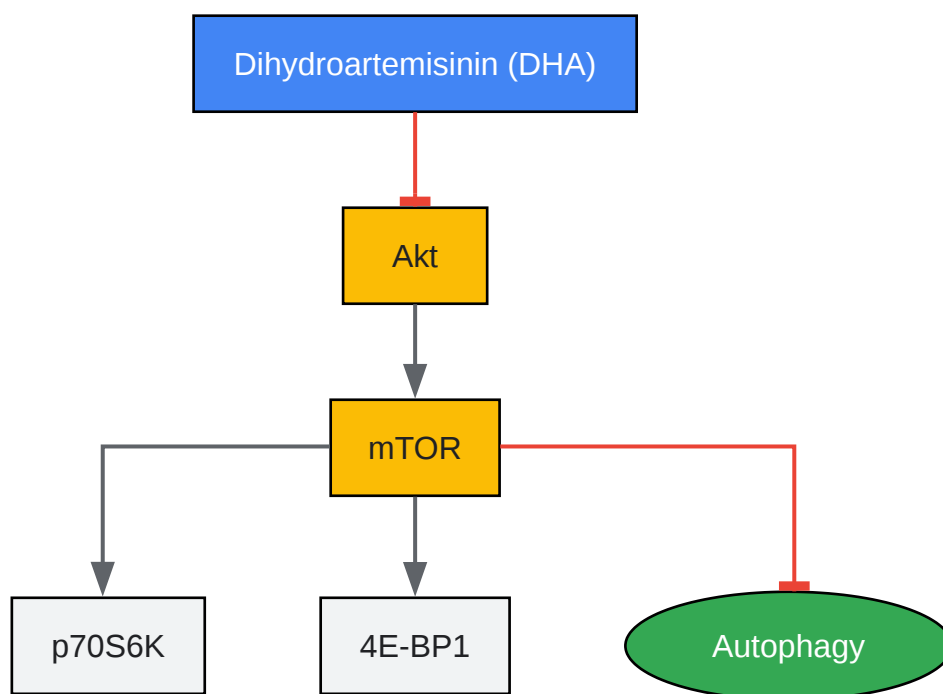 Dihydroartemisinin (DHA)
Akt
mTOR
p70S6K
4E-BP1
Autophagy